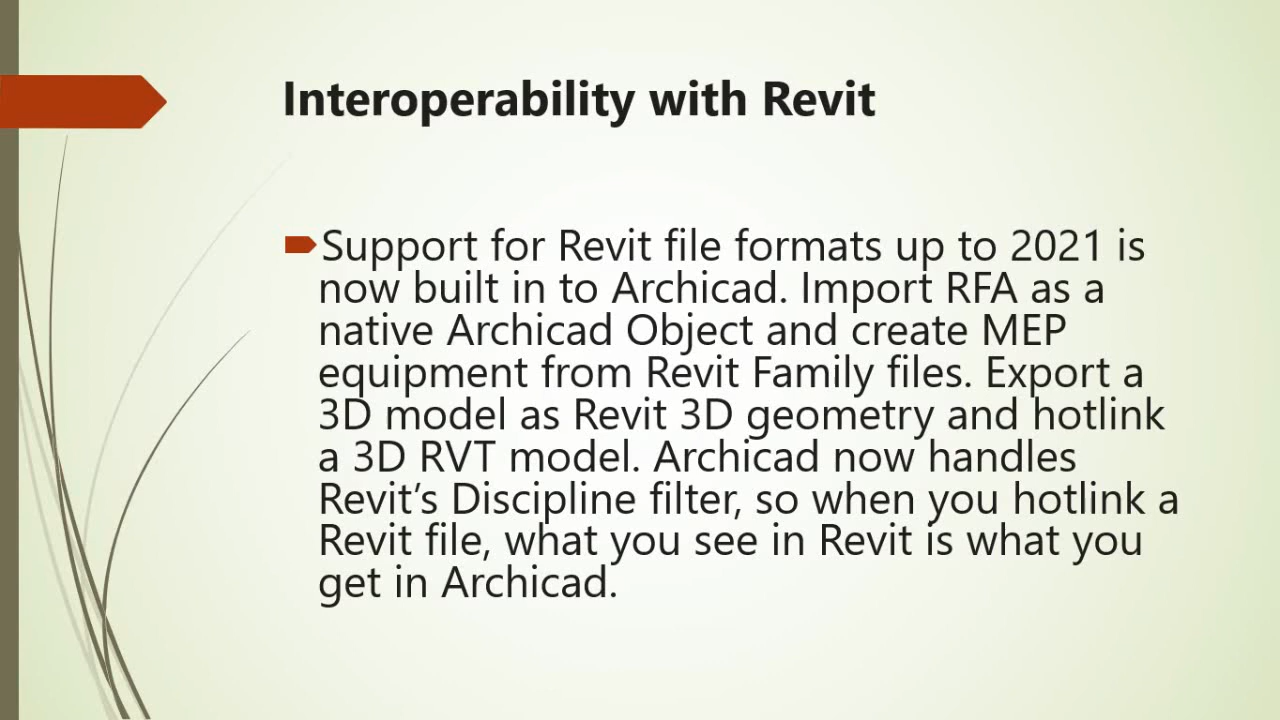 Interoperability with Revit
Support for Revit file formats up to 2021 is
now built in to Archicad. Import RFA as a
native Archicad Object and create MEP
equipment from Revit Family files. Export a
3D model as Revit 3D geometry and hotlink
a 3D RVT model. Archicad now handles
Revit’s Discipline filter, so when you hotlink a
Revit file, what you see in Revit is what you
get in Archicad.